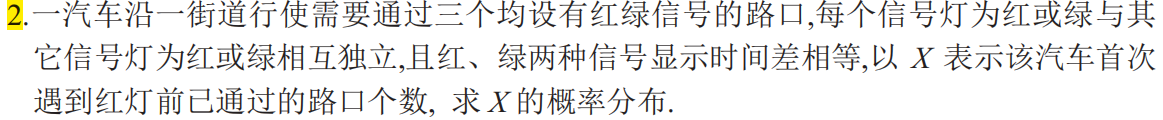 2.一汽车沿一街道行使需要通过三个均设有红绿信号的路口,每个信号灯为红或绿与其
它信号灯为红或绿相互独立,且红、绿两种信号显示时间差相等,以 X 表示该汽车首次
遇到红灯前已通过的路口个数, 求 X 的概率分布.